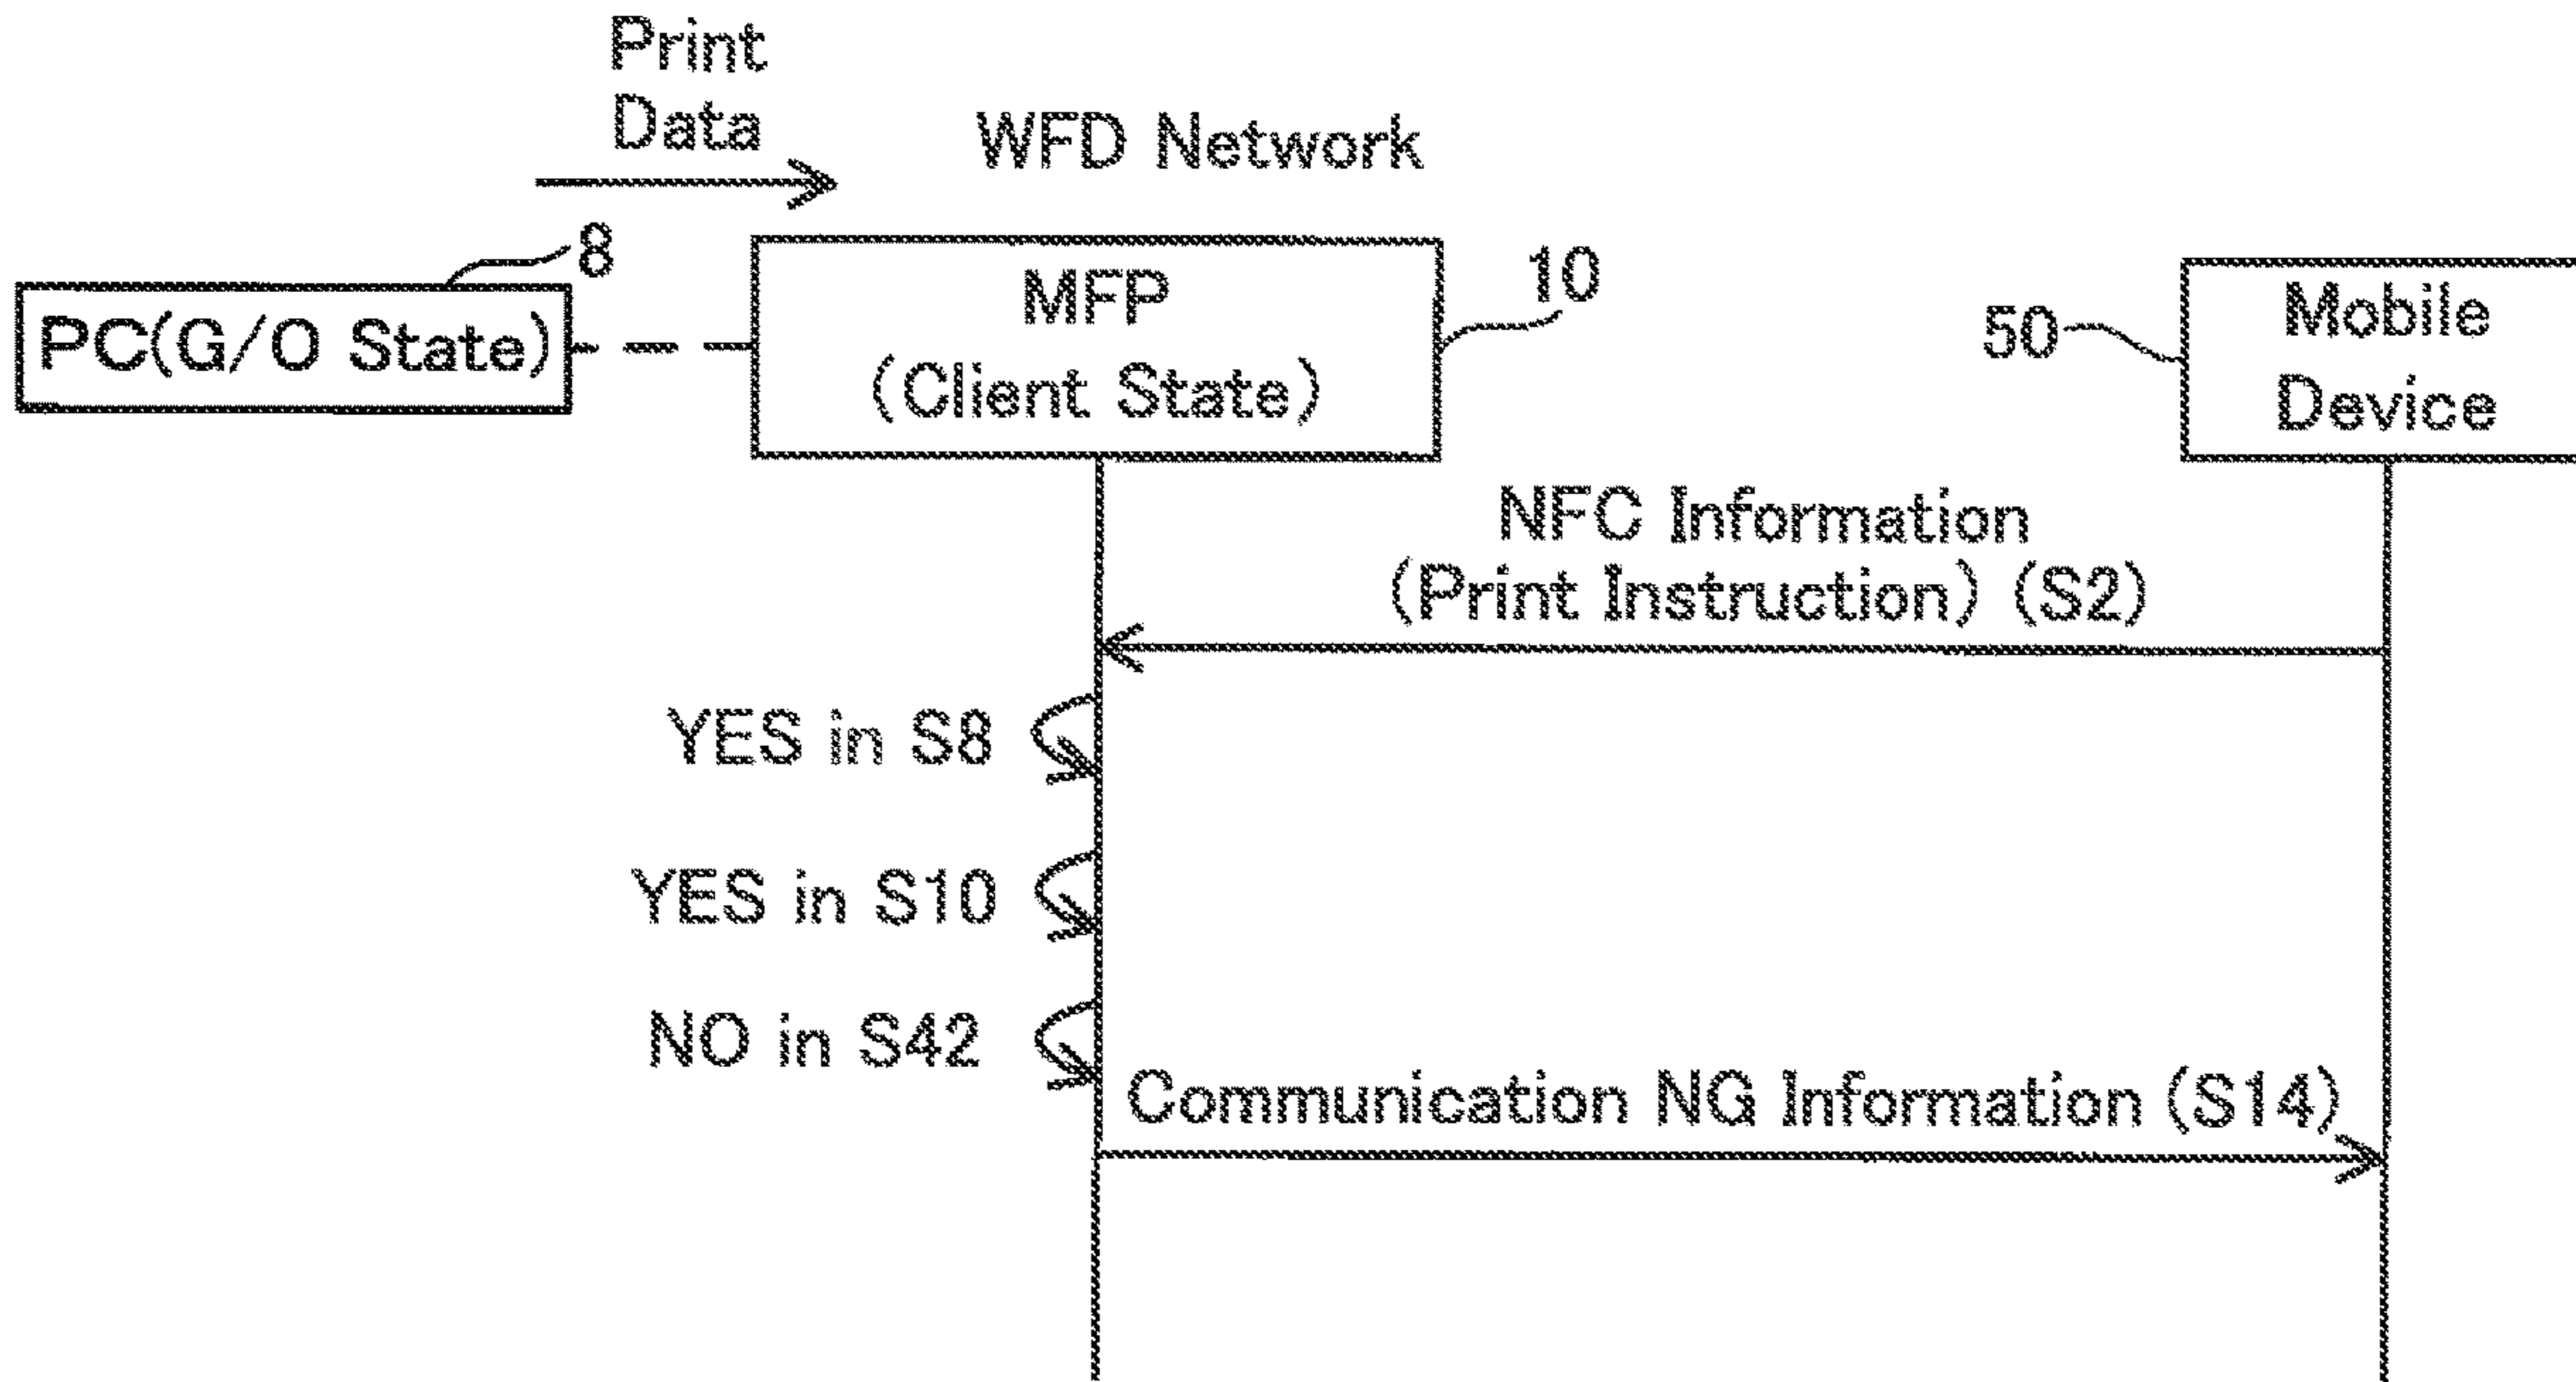 Print
Data
WFD Network
8
PC(G/O State)
MFP
(Client State)
10
50
Mobile
Device
NFC Information
(Print Instruction) (S2)
YES in S8
YES in S10
NO in S42
Communication NG Information (S14)